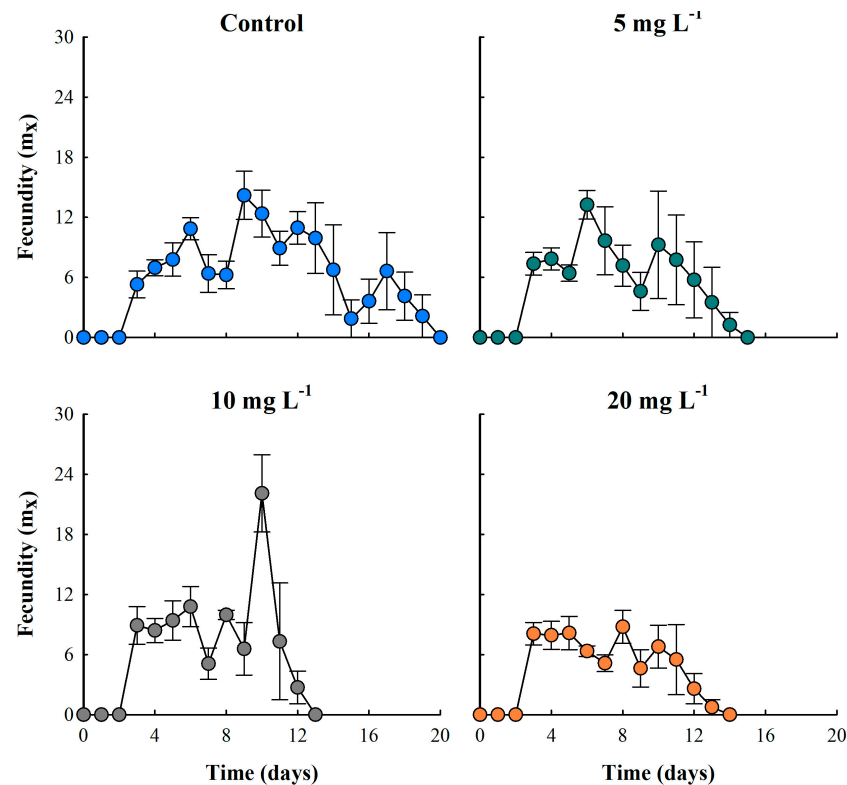 Control
5 mg L⁻¹
30
24
18
12
6
0
Fecundity (mₓ)
10 mg L⁻¹
20 mg L⁻¹
30
24
18
12
6
0
Fecundity (mₓ)
0 4 8 12 16 20
0 4 8 12 16 20
Time (days)
Time (days)